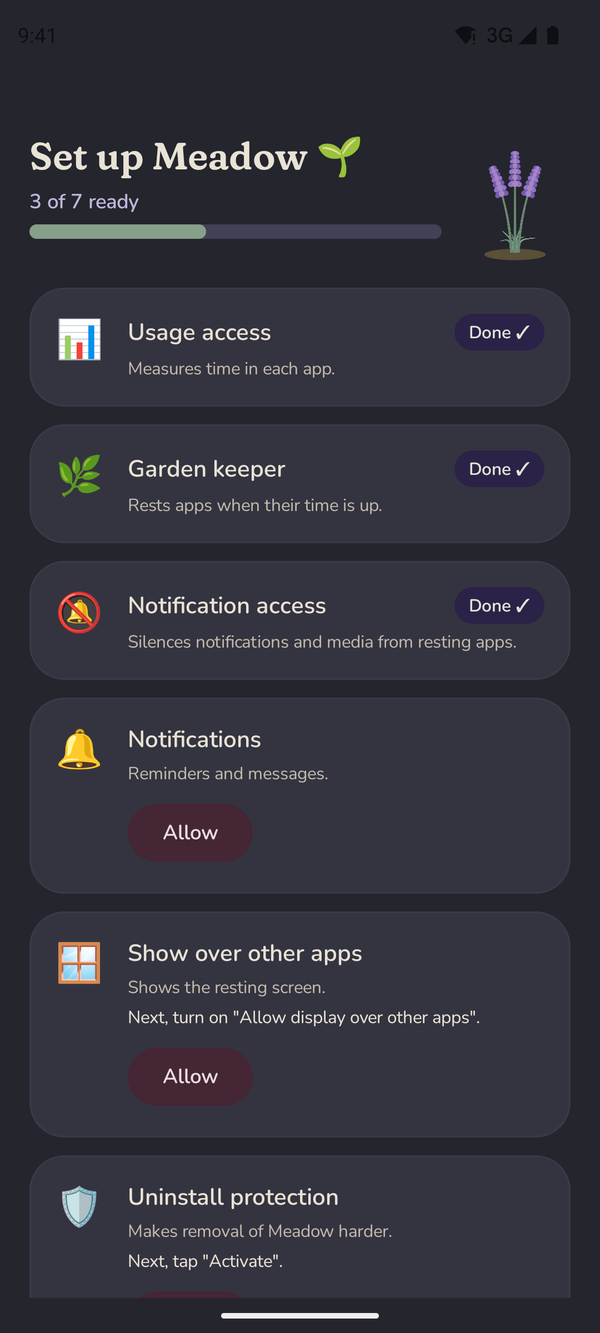 9:41
3G
Set up Meadow 🌱
3 of 7 ready
Usage access
Done ✓
Measures time in each app.
Garden keeper
Done ✓
Rests apps when their time is up.
Notification access
Done ✓
Silences notifications and media from resting apps.
Notifications
Reminders and messages.
Allow
Show over other apps
Shows the resting screen.
Next, turn on "Allow display over other apps".
Allow
Uninstall protection
Makes removal of Meadow harder.
Next, tap "Activate".